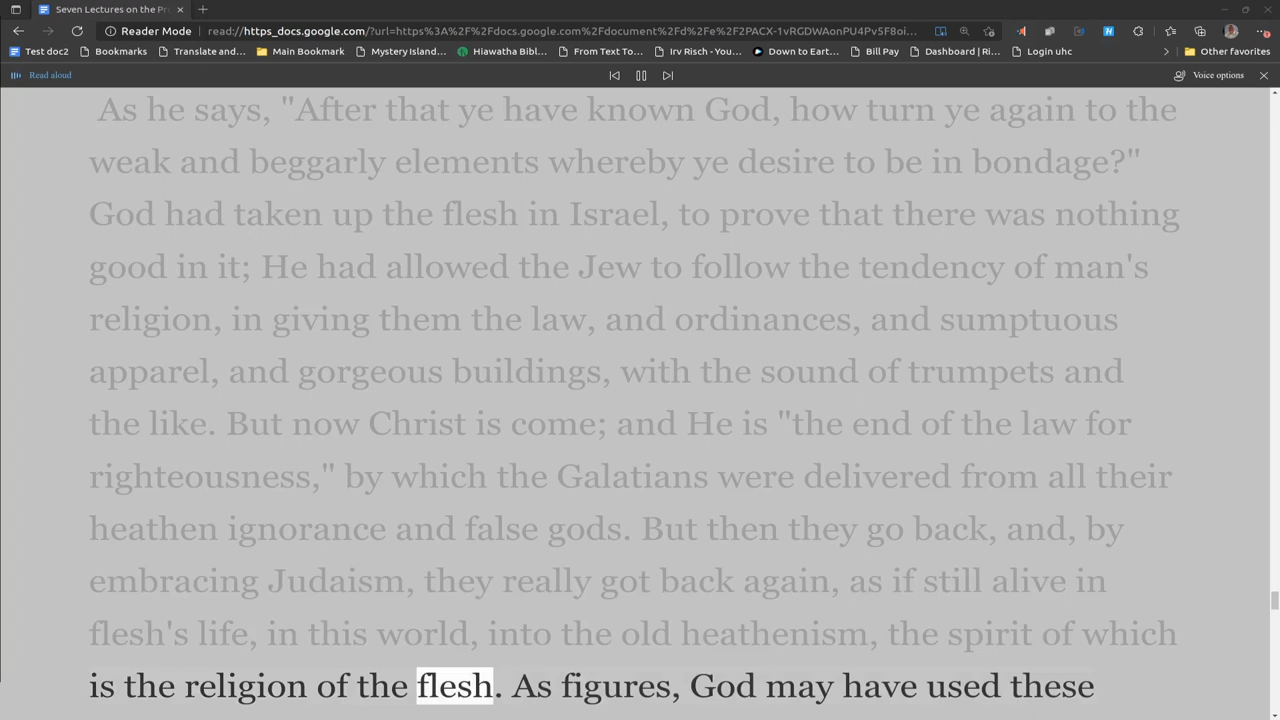 Seven Lectures on the Pro
Reader Mode
read://https_docs.google.com/?url=https%3A%2F%2Fdocs.google.com%2Fdocument%2Fd%2Fe%2F2PACX-1vRGDWAonPU4Pv5F8oi...
Test doc2 Bookmarks Translate and... Main Bookmark Mystery Island... Hiawatha Bibl... From Text To... Irv Risch - You... Down to Eart... Bill Pay Dashboard | Ri... Login uhc Other favorites
Read aloud Voice options
As he says, "After that ye have known God, how turn ye again to the
weak and beggarly elements whereby ye desire to be in bondage?"
God had taken up the flesh in Israel, to prove that there was nothing
good in it; He had allowed the Jew to follow the tendency of man's
religion, in giving them the law, and ordinances, and sumptuous
apparel, and gorgeous buildings, with the sound of trumpets and
the like. But now Christ is come; and He is "the end of the law for
righteousness," by which the Galatians were delivered from all their
heathen ignorance and false gods. But then they go back, and, by
embracing Judaism, they really got back again, as if still alive in
flesh's life, in this world, into the old heathenism, the spirit of which
is the religion of the flesh. As figures, God may have used these